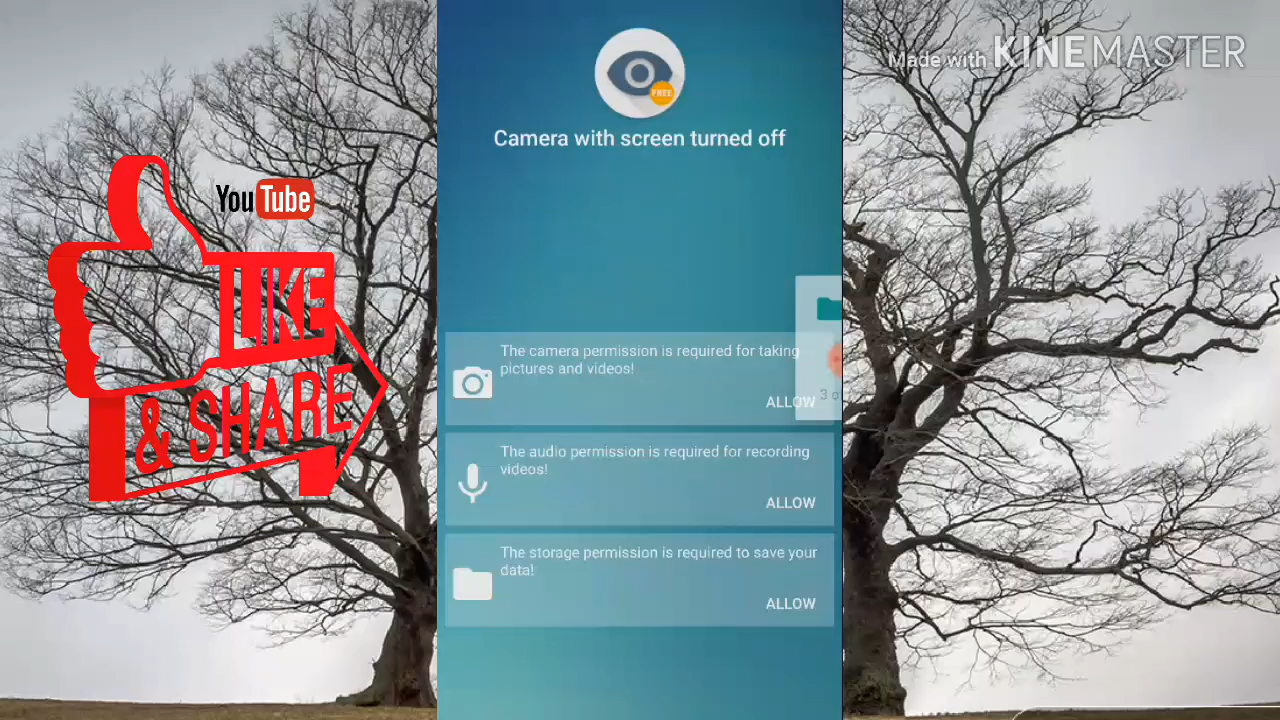 Made with KINEMASTER
FREE
Camera with screen turned off
YouTube
LIKE
& SHARE
The camera permission is required for taking
pictures and videos!
ALLOW
The audio permission is required for recording
videos!
ALLOW
The storage permission is required to save your
data!
ALLOW